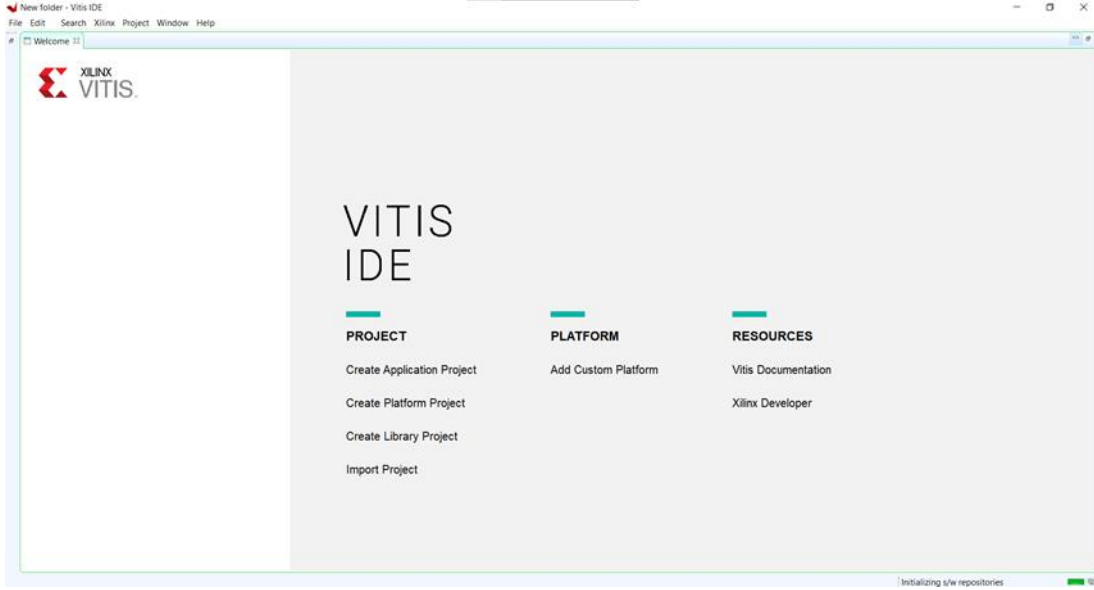 New folder - Vitis IDE
File Edit Search Xilinx Project Window Help
Welcome
XILINX
VITIS.
VITIS
IDE
PROJECT PLATFORM RESOURCES
Create Application Project Add Custom Platform Vitis Documentation
Create Platform Project Xilinx Developer
Create Library Project
Import Project
Initializing s/w repositories